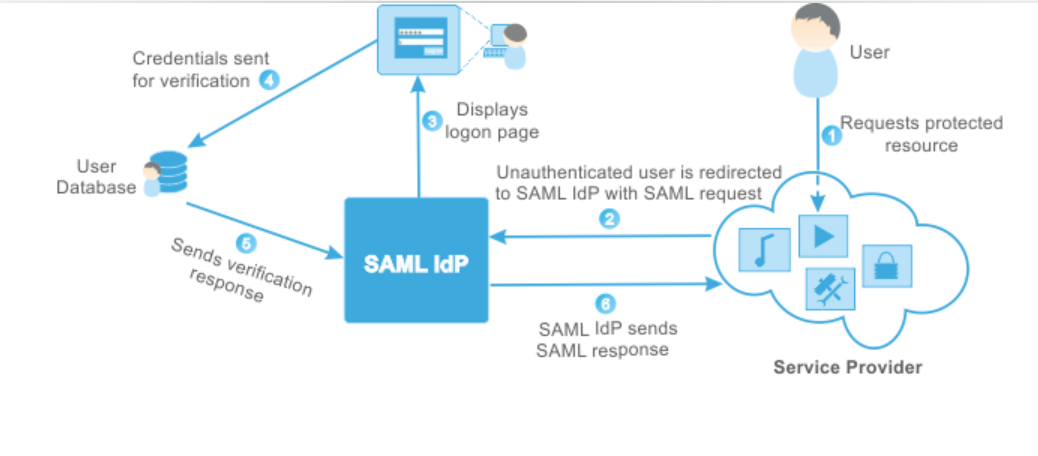 User
1
Requests protected
resource
Unauthenticated user is redirected
to SAML IdP with SAML request
2
3
Displays
logon page
Credentials sent
for verification 4
User
Database
5
Sends verification
response
SAML IdP
6
SAML IdP sends
SAML response
Service Provider